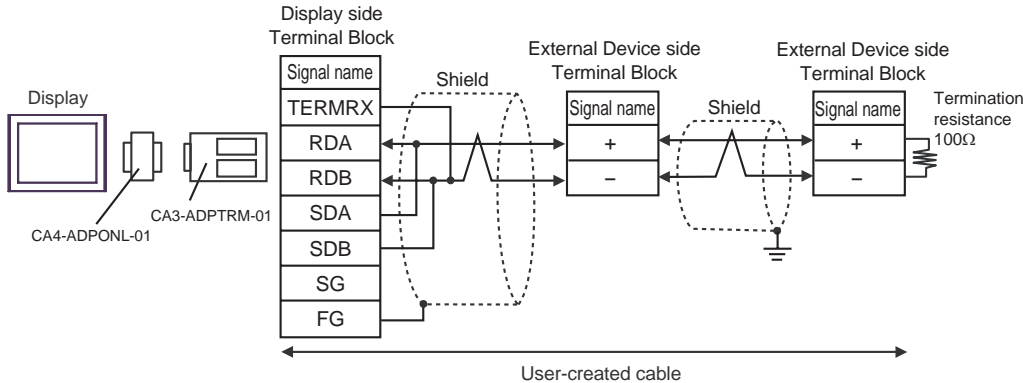 Display side
Terminal Block
Signal name
TERMRX
RDA
RDB
SDA
SDB
SG
FG
Display
CA4-ADPONL-01
CA3-ADPTRM-01
Shield
External Device side
Terminal Block
Signal name
+
−
Shield
External Device side
Terminal Block
Signal name
+
−
Termination
resistance
100Ω
User-created cable